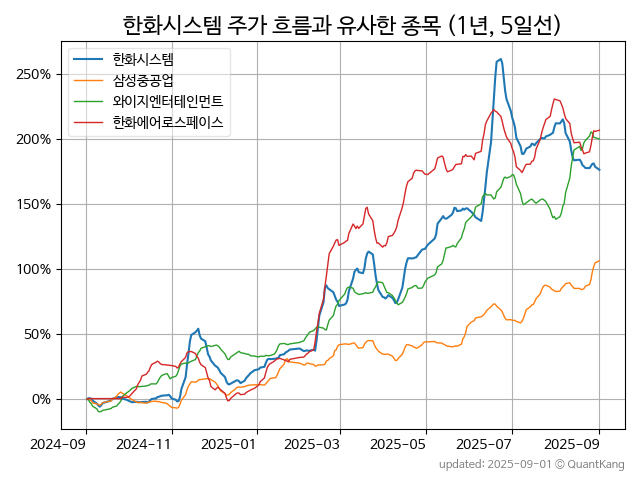 한화시스템 주가 흐름과 유사한 종목 (1년, 5일선)
한화시스템
삼성중공업
와이지엔터테인먼트
한화에어로스페이스
250%
200%
150%
100%
50%
0%
2024-09 2024-11 2025-01 2025-03 2025-05 2025-07 2025-09
updated: 2025-09-01 © QuantKang